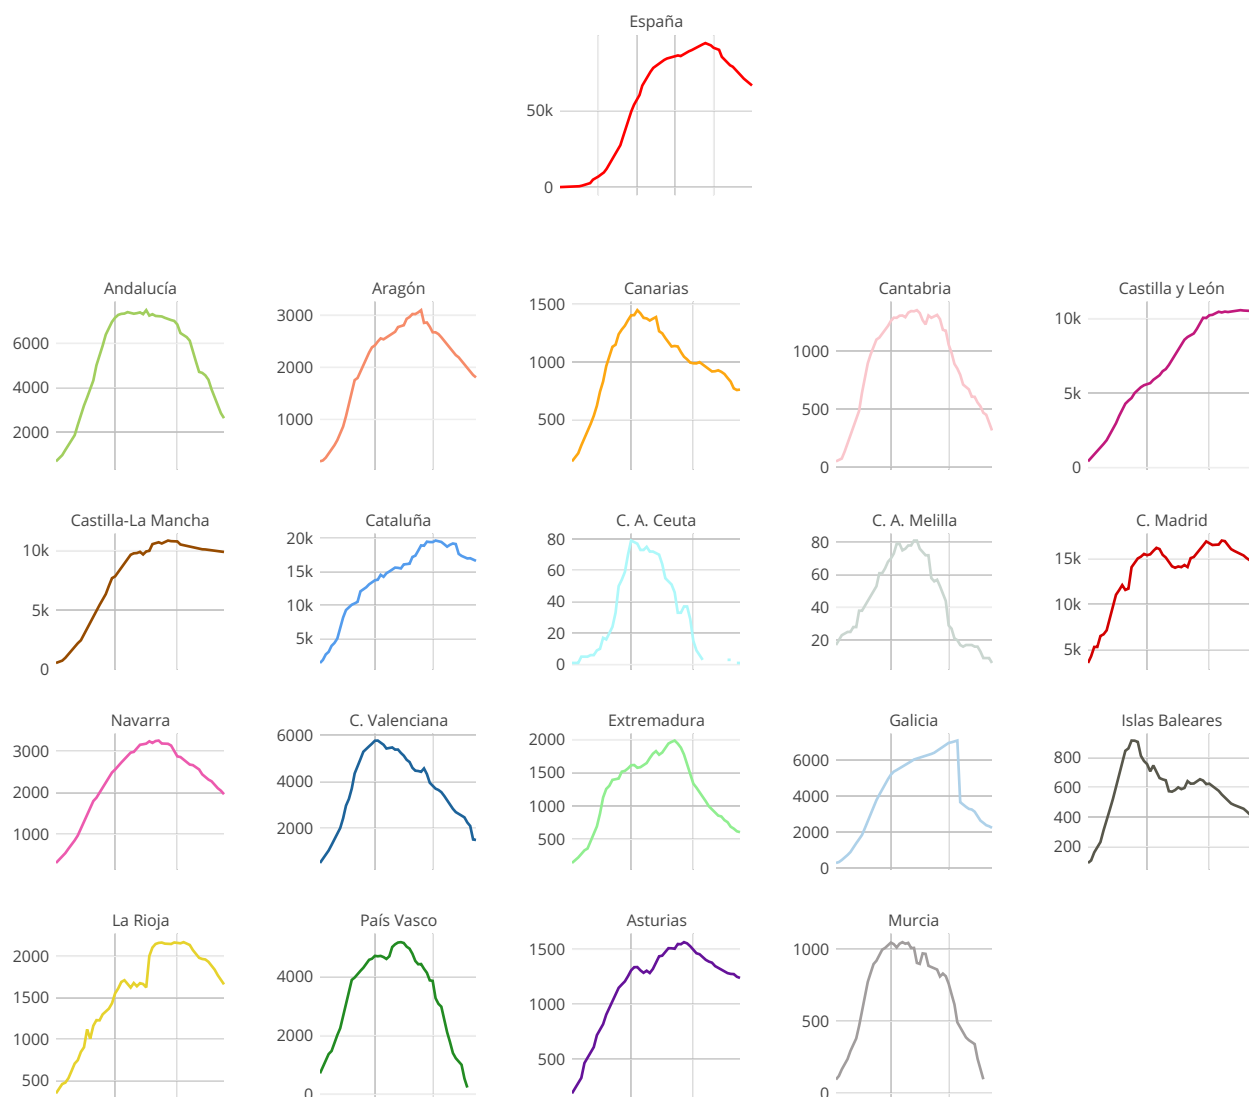 España
50k
0
Andalucía
Aragón
Canarias
Cantabria
Castilla y León
6000
4000
2000
3000
2000
1000
1500
1000
500
1000
500
0
10k
5k
0
Castilla-La Mancha
Cataluña
C. A. Ceuta
C. A. Melilla
C. Madrid
10k
5k
0
20k
15k
10k
5k
80
60
40
20
0
80
60
40
20
15k
10k
5k
Navarra
C. Valenciana
Extremadura
Galicia
Islas Baleares
3000
2000
1000
6000
4000
2000
2000
1500
1000
500
6000
4000
2000
0
800
600
400
200
La Rioja
País Vasco
Asturias
Murcia
2000
1500
1000
500
4000
2000
0
1500
1000
500
1000
500
0